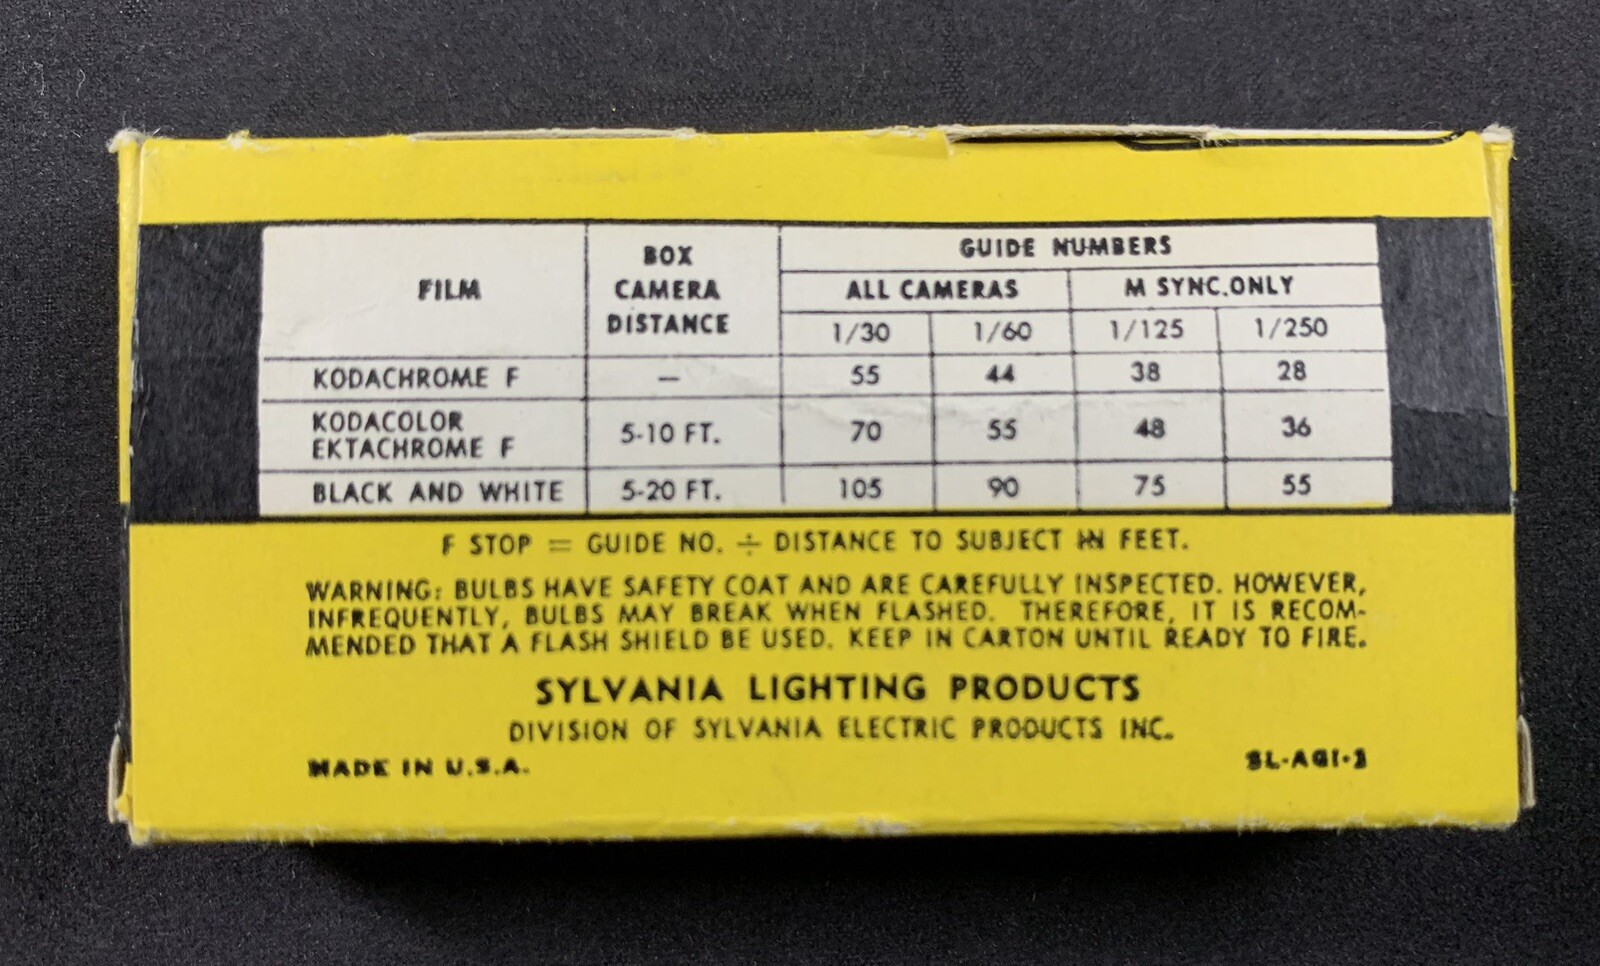 FILM BOX CAMERA DISTANCE GUIDE NUMBERS
ALL CAMERAS M SYNC.ONLY
1/30 1/60 1/125 1/250
KODACHROME F — 55 44 38 28
KODACOLOR
EKTACHROME F 5-10 FT. 70 55 48 36
BLACK AND WHITE 5-20 FT. 105 90 75 55
F STOP = GUIDE NO. ÷ DISTANCE TO SUBJECT IN FEET.
WARNING: BULBS HAVE SAFETY COAT AND ARE CAREFULLY INSPECTED. HOWEVER,
INFREQUENTLY, BULBS MAY BREAK WHEN FLASHED. THEREFORE, IT IS RECOM-
MENDED THAT A FLASH SHIELD BE USED. KEEP IN CARTON UNTIL READY TO FIRE.
SYLVANIA LIGHTING PRODUCTS
DIVISION OF SYLVANIA ELECTRIC PRODUCTS INC.
MADE IN U.S.A.